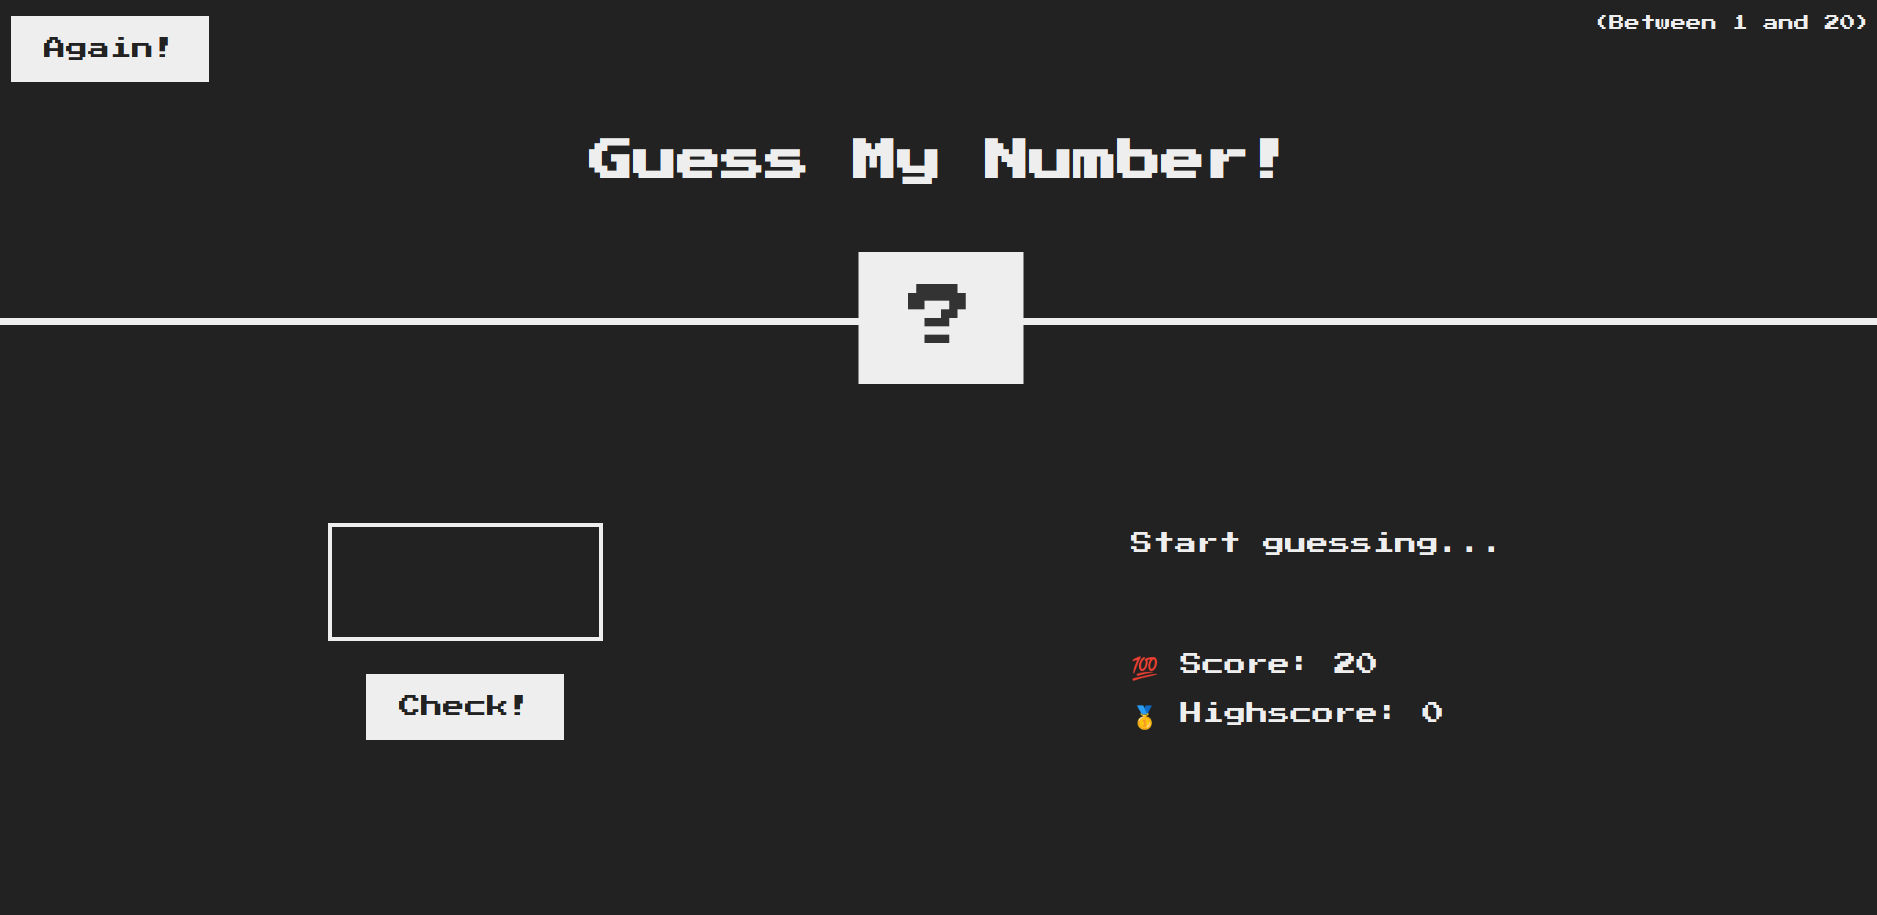 Again!
(Between 1 and 20)
Guess My Number!
?
Start guessing...
💯 Score: 20
🥇 Highscore: 0
Check!